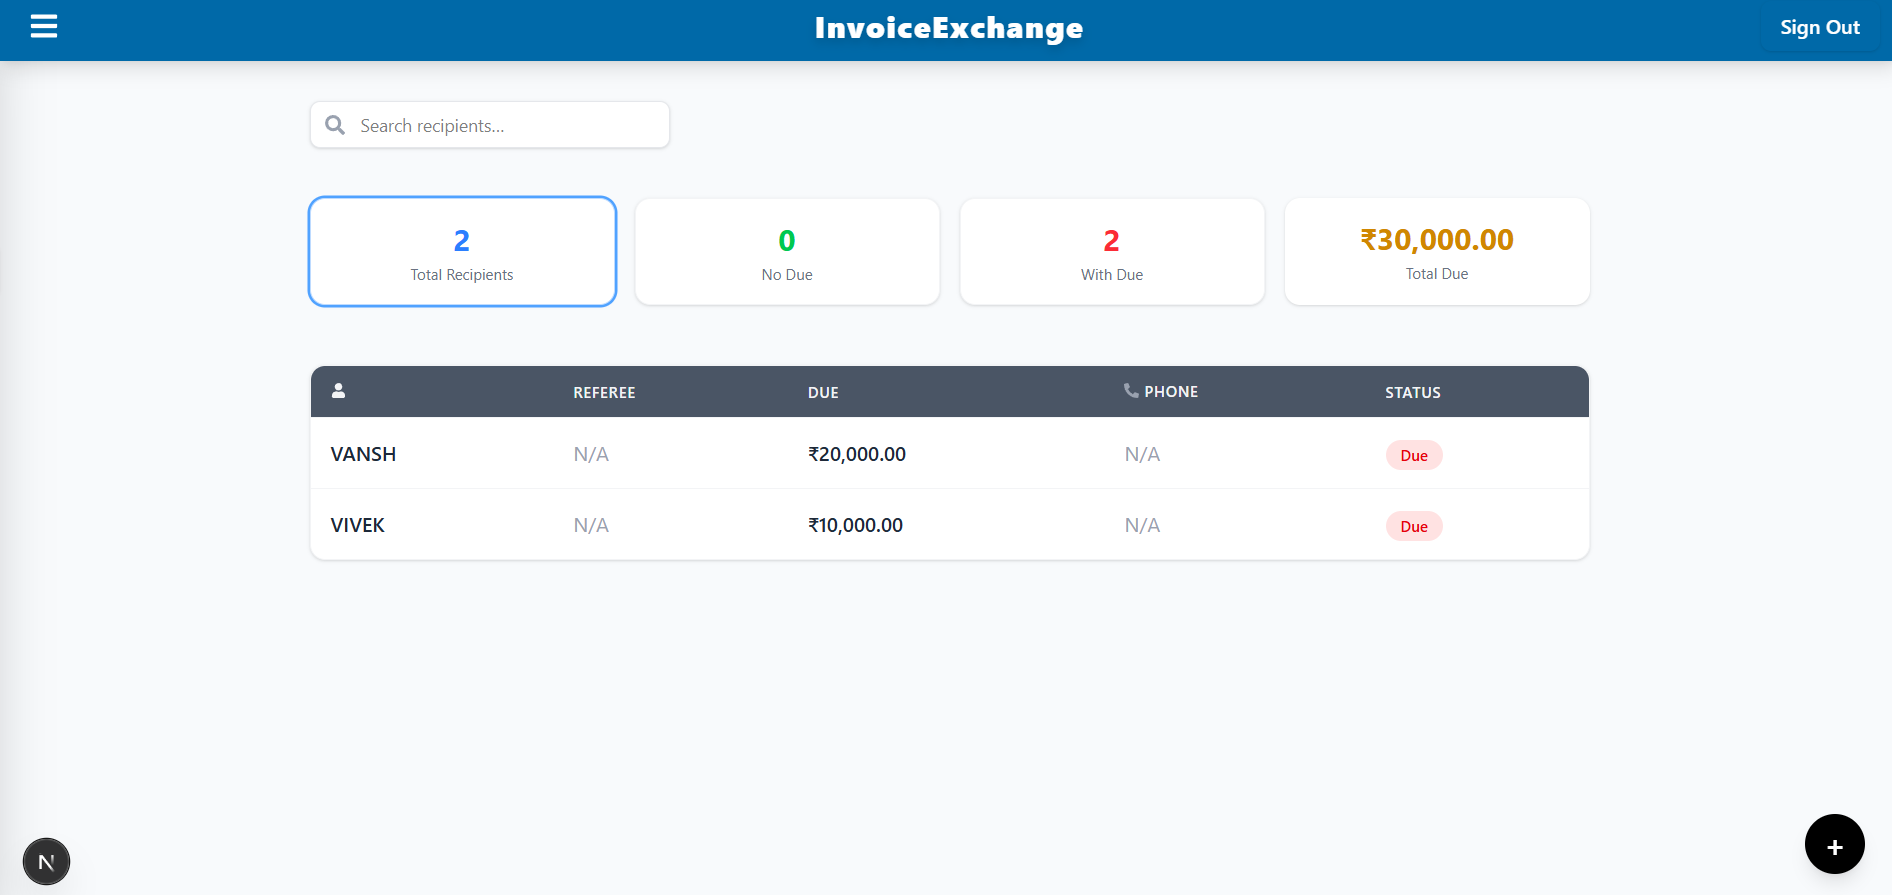 InvoiceExchange
Sign Out
Search recipients...
2
Total Recipients
0
No Due
2
With Due
₹30,000.00
Total Due
REFEREE DUE PHONE STATUS
VANSH N/A ₹20,000.00 N/A Due
VIVEK N/A ₹10,000.00 N/A Due
N
+